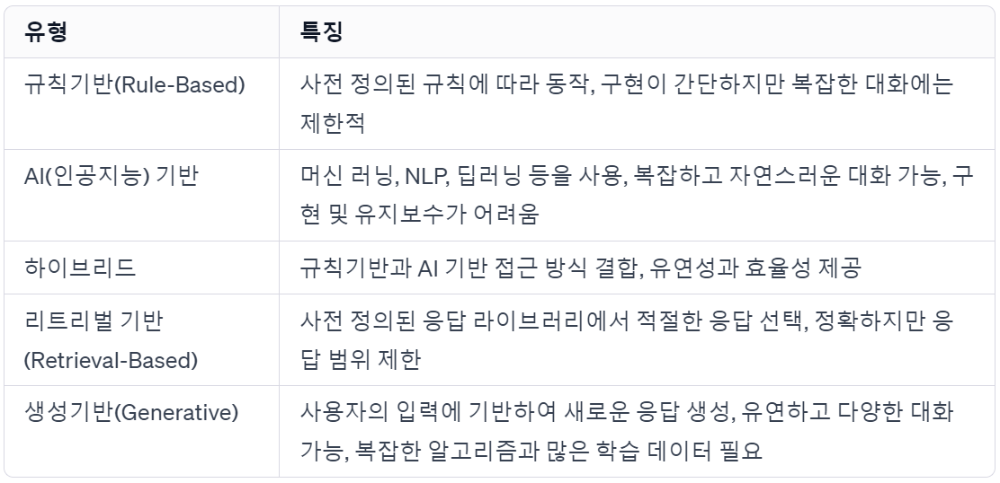 유형
특징
규칙기반(Rule-Based)
사전 정의된 규칙에 따라 동작, 구현이 간단하지만 복잡한 대화에는
제한적
AI(인공지능) 기반
머신 러닝, NLP, 딥러닝 등을 사용, 복잡하고 자연스러운 대화 가능, 구
현 및 유지보수가 어려움
하이브리드
규칙기반과 AI 기반 접근 방식 결합, 유연성과 효율성 제공
리트리벌 기반
(Retrieval-Based)
사전 정의된 응답 라이브러리에서 적절한 응답 선택, 정확하지만 응
답 범위 제한
생성기반(Generative)
사용자의 입력에 기반하여 새로운 응답 생성, 유연하고 다양한 대화
가능, 복잡한 알고리즘과 많은 학습 데이터 필요